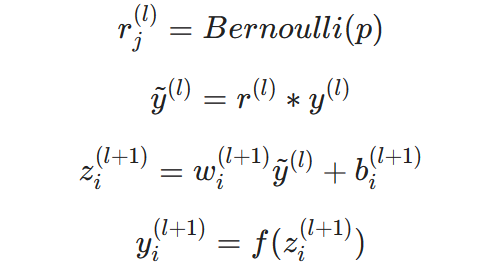 r_j^{(l)} = Bernoulli(p)
ỹ^{(l)} = r^{(l)} * y^{(l)}
z_i^{(l+1)} = w_i^{(l+1)} ỹ^{(l)} + b_i^{(l+1)}
y_i^{(l+1)} = f(z_i^{(l+1)})